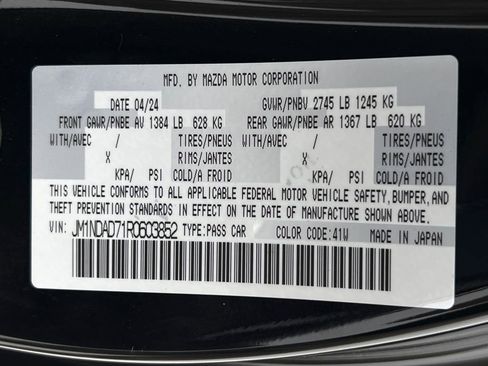 MFD. BY MAZDA MOTOR CORPORATION
DATE 04/24 GVWR/PNBV 2745 LB 1245 KG
FRONT GAWR/PNBE AV 1384 LB 628 KG REAR GAWR/PNBE AR 1367 LB 620 KG
WITH/AVEC / TIRES/PNEUS WITH/AVEC / TIRES/PNEUS
X RIMS/JANTES X RIMS/JANTES
KPA/ PSI COLD/A FROID KPA/ PSI COLD/A FROID
THIS VEHICLE CONFORMS TO ALL APPLICABLE FEDERAL MOTOR VEHICLE SAFETY, BUMPER, AND
THEFT PREVENTION STANDARDS IN EFFECT ON THE DATE OF MANUFACTURE SHOWN ABOVE.
VIN: JM1NDAD71R0603852 TYPE:PASS CAR COLOR CODE:41W MADE IN JAPAN